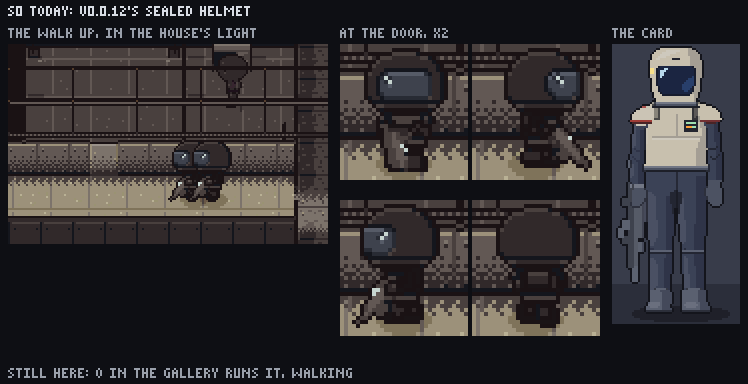 SO TODAY: V0.0.12'S SEALED HELMET
THE WALK UP, IN THE HOUSE'S LIGHT
AT THE DOOR, X2
THE CARD
STILL HERE: O IN THE GALLERY RUNS IT, WALKING